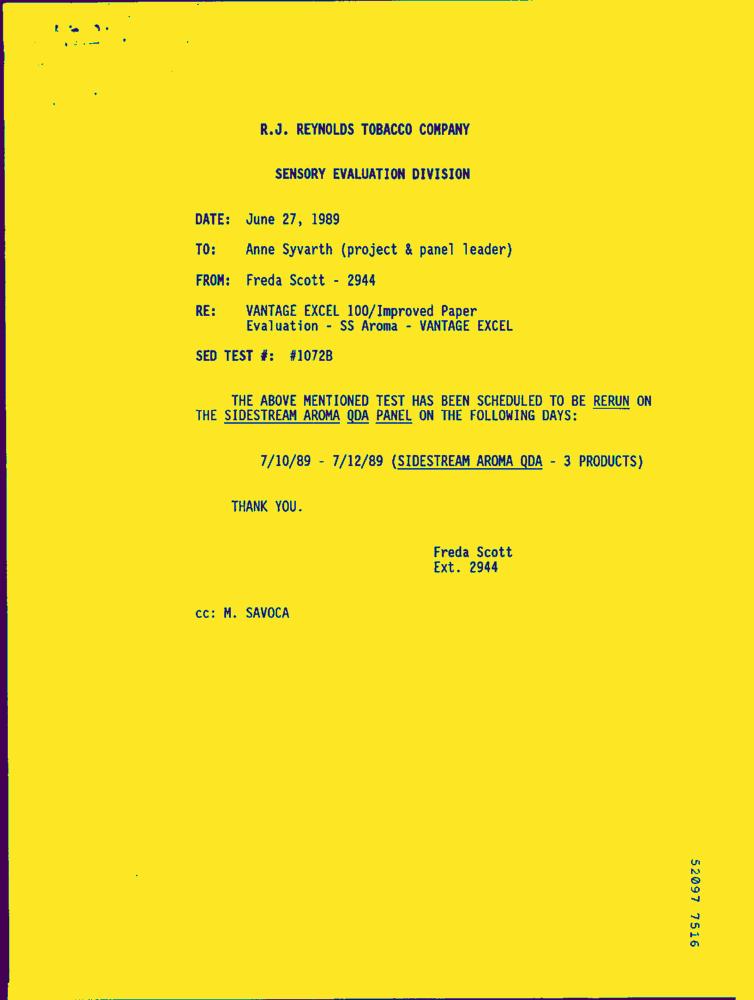 R.J. REYNOLDS TOBACCO COMPANY
SENSORY EVALUATION DIVISION
DATE: June 27, 1989
TO: Anne Syvarth (project & panel leader)
FROM: Freda Scott - 2944
RE: VANTAGE EXCEL 100/Improved Paper
Evaluation - SS Aroma - VANTAGE EXCEL
SED TEST #: #1072B
THE ABOVE MENTIONED TEST HAS BEEN SCHEDULED TO BE RERUN ON
THE SIDESTREAM AROMA QDA PANEL ON THE FOLLOWING DAYS:
7/10/89 - 7/12/89 (SIDESTREAM AROMA QDA - 3 PRODUCTS)
THANK YOU.
Freda Scott
Ext. 2944
cc: M. SAVOCA
52097 7516